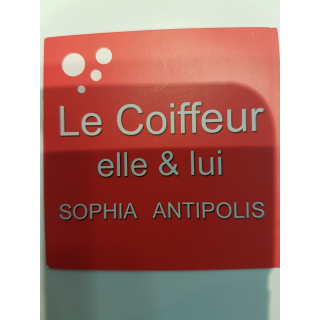 Le Coiffeur
elle & lui
SOPHIA ANTIPOLIS